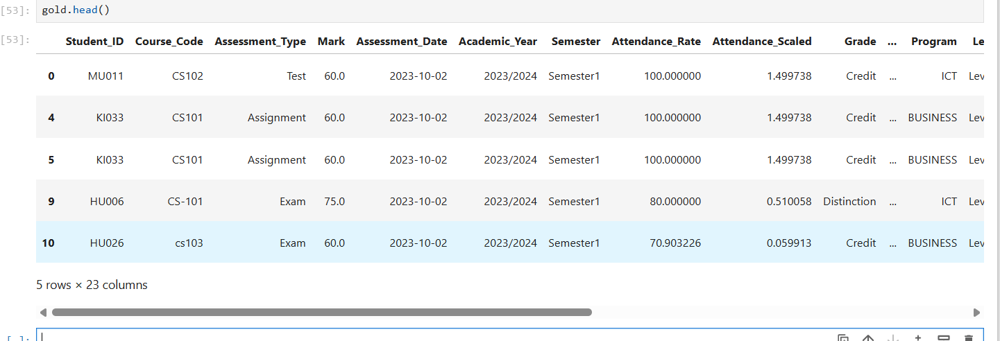 [53]: gold.head()
[53]: Student_ID Course_Code Assessment_Type Mark Assessment_Date Academic_Year Semester Attendance_Rate Attendance_Scaled Grade ... Program Le
0 MU011 CS102 Test 60.0 2023-10-02 2023/2024 Semester1 100.000000 1.499738 Credit ... ICT Lev
4 KI033 CS101 Assignment 60.0 2023-10-02 2023/2024 Semester1 100.000000 1.499738 Credit ... BUSINESS Lev
5 KI033 CS101 Assignment 60.0 2023-10-02 2023/2024 Semester1 100.000000 1.499738 Credit ... BUSINESS Lev
9 HU006 CS-101 Exam 75.0 2023-10-02 2023/2024 Semester1 80.000000 0.510058 Distinction ... ICT Lev
10 HU026 cs103 Exam 60.0 2023-10-02 2023/2024 Semester1 70.903226 0.059913 Credit ... BUSINESS Lev
5 rows × 23 columns
[ ]: